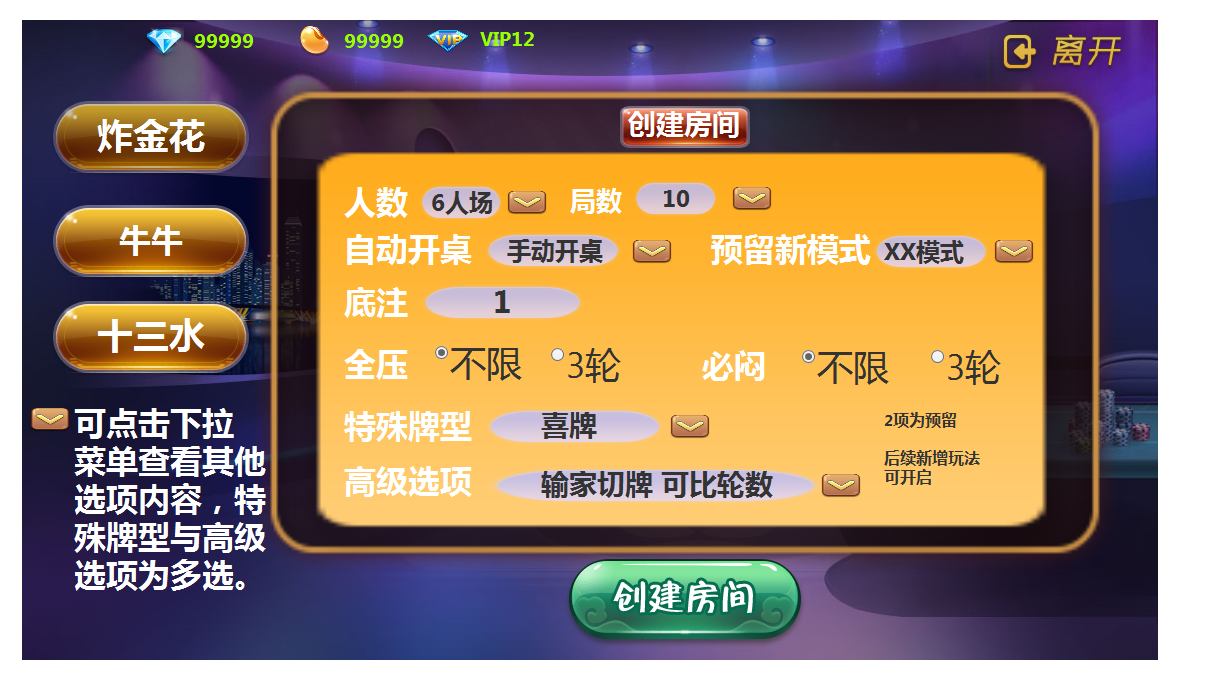 99999 99999 VIP VIP12
离开
炸金花
牛牛
十三水
可点击下拉
菜单查看其他
选项内容，特
殊牌型与高级
选项为多选。
创建房间
人数 6人场 局数 10
自动开桌 手动开桌 预留新模式 XX模式
底注 1
全压 不限 3轮 必闷 不限 3轮
特殊牌型 喜牌
高级选项 输家切牌 可比轮数
2项为预留
后续新增玩法
可开启
创建房间